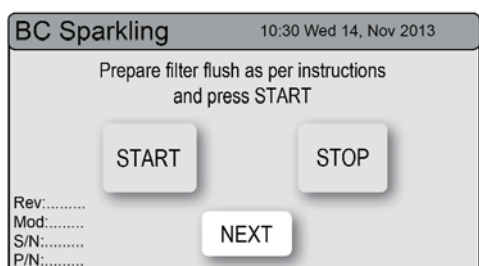 BC Sparkling 10:30 Wed 14, Nov 2013
Prepare filter flush as per instructions
and press START
START STOP
Rev:.........
Mod:........
NEXT
S/N:.........
P/N:.........